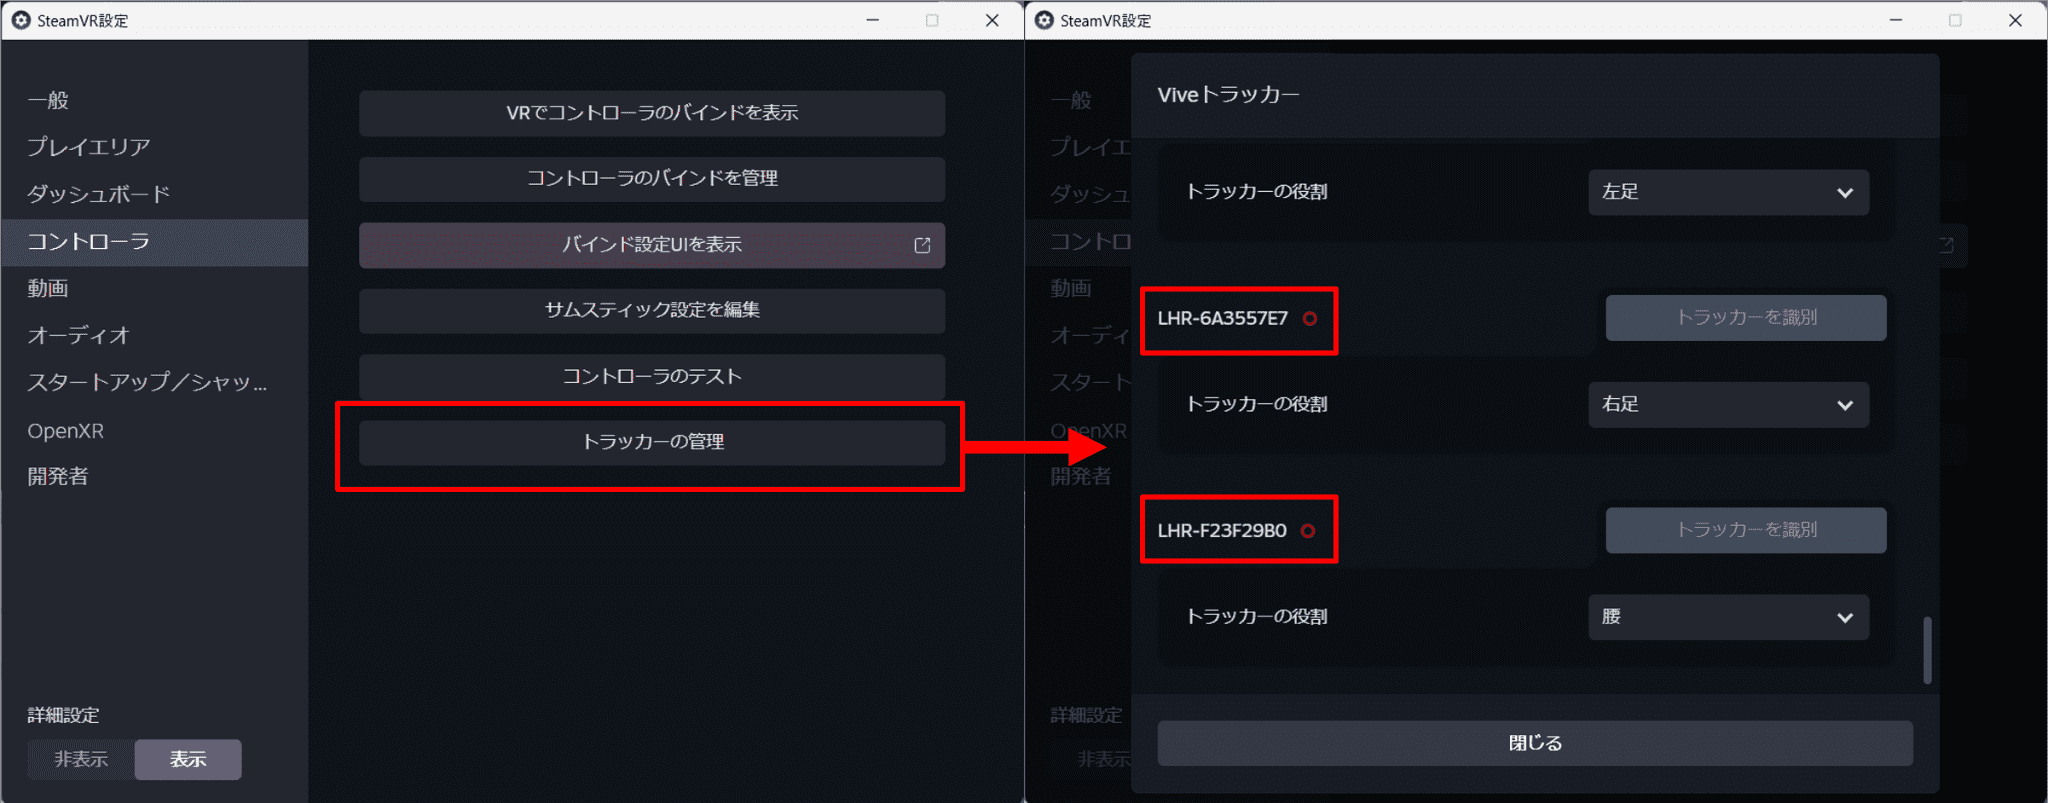 SteamVR設定
一般
プレイエリア
ダッシュボード
コントローラ
動画
オーディオ
スタートアップ／シャッ...
OpenXR
開発者
詳細設定
非表示
表示
VRでコントローラのバインドを表示
コントローラのバインドを管理
バインド設定UIを表示
サムスティック設定を編集
コントローラのテスト
トラッカーの管理
SteamVR設定
一般
プレイエ
ダッシュ
コントロ
動画
オーディ
スタート
OpenXR
開発者
詳細設定
非表示
Viveトラッカー
トラッカーの役割
左足
LHR-6A3557E7
トラッカーを識別
トラッカーの役割
右足
LHR-F23F29B0
トラッカーを識別
トラッカーの役割
腰
閉じる